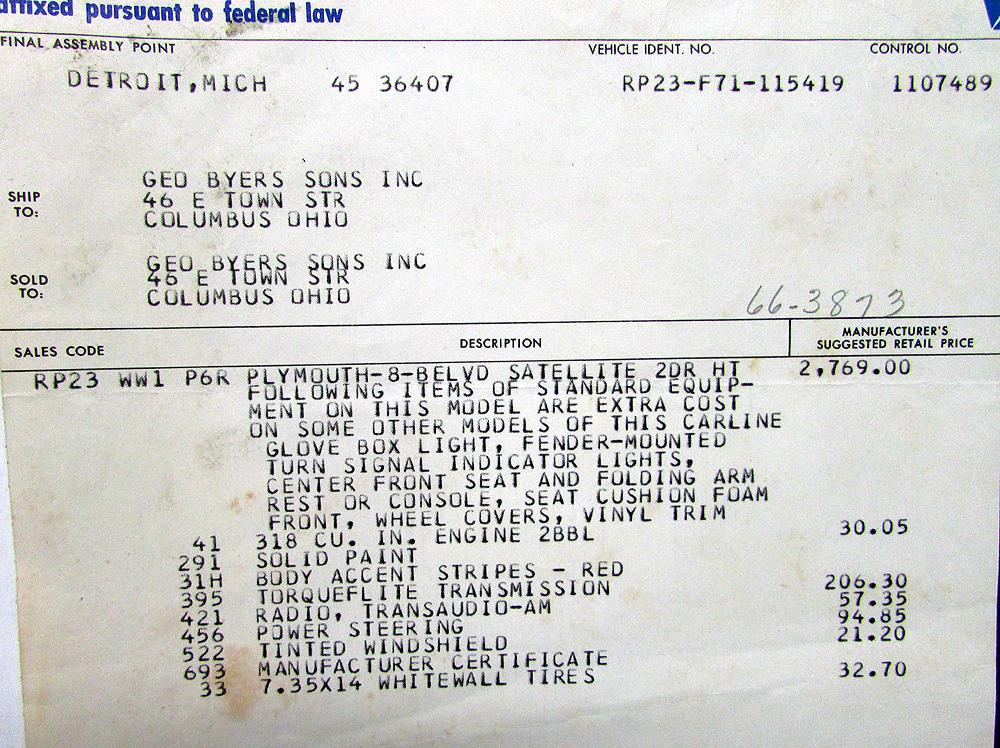 affixed pursuant to federal law
FINAL ASSEMBLY POINT VEHICLE IDENT. NO. CONTROL NO.
DETROIT,MICH 45 36407 RP23-F71-115419 1107489
SHIP TO: GEO BYERS SONS INC
46 E TOWN STR
COLUMBUS OHIO
SOLD TO: GEO BYERS SONS INC
46 E TOWN STR
COLUMBUS OHIO
66-3873
SALES CODE DESCRIPTION MANUFACTURER'S SUGGESTED RETAIL PRICE
RP23 WW1 P6R PLYMOUTH-8-BELVD SATELLITE 2DR HT 2,769.00
FOLLOWING ITEMS OF STANDARD EQUIP-
MENT ON THIS MODEL ARE EXTRA COST
ON SOME OTHER MODELS OF THIS CARLINE
GLOVE BOX LIGHT, FENDER-MOUNTED
TURN SIGNAL INDICATOR LIGHTS,
CENTER FRONT SEAT AND FOLDING ARM
REST OR CONSOLE, SEAT CUSHION FOAM
FRONT, WHEEL COVERS, VINYL TRIM
41 318 CU. IN. ENGINE 2BBL 30.05
291 SOLID PAINT
31H BODY ACCENT STRIPES - RED
395 TORQUEFLITE TRANSMISSION 206.30
421 RADIO, TRANSAUDIO-AM 57.35
456 POWER STEERING 94.85
522 TINTED WINDSHIELD 21.20
693 MANUFACTURER CERTIFICATE
33 7.35X14 WHITEWALL TIRES 32.70